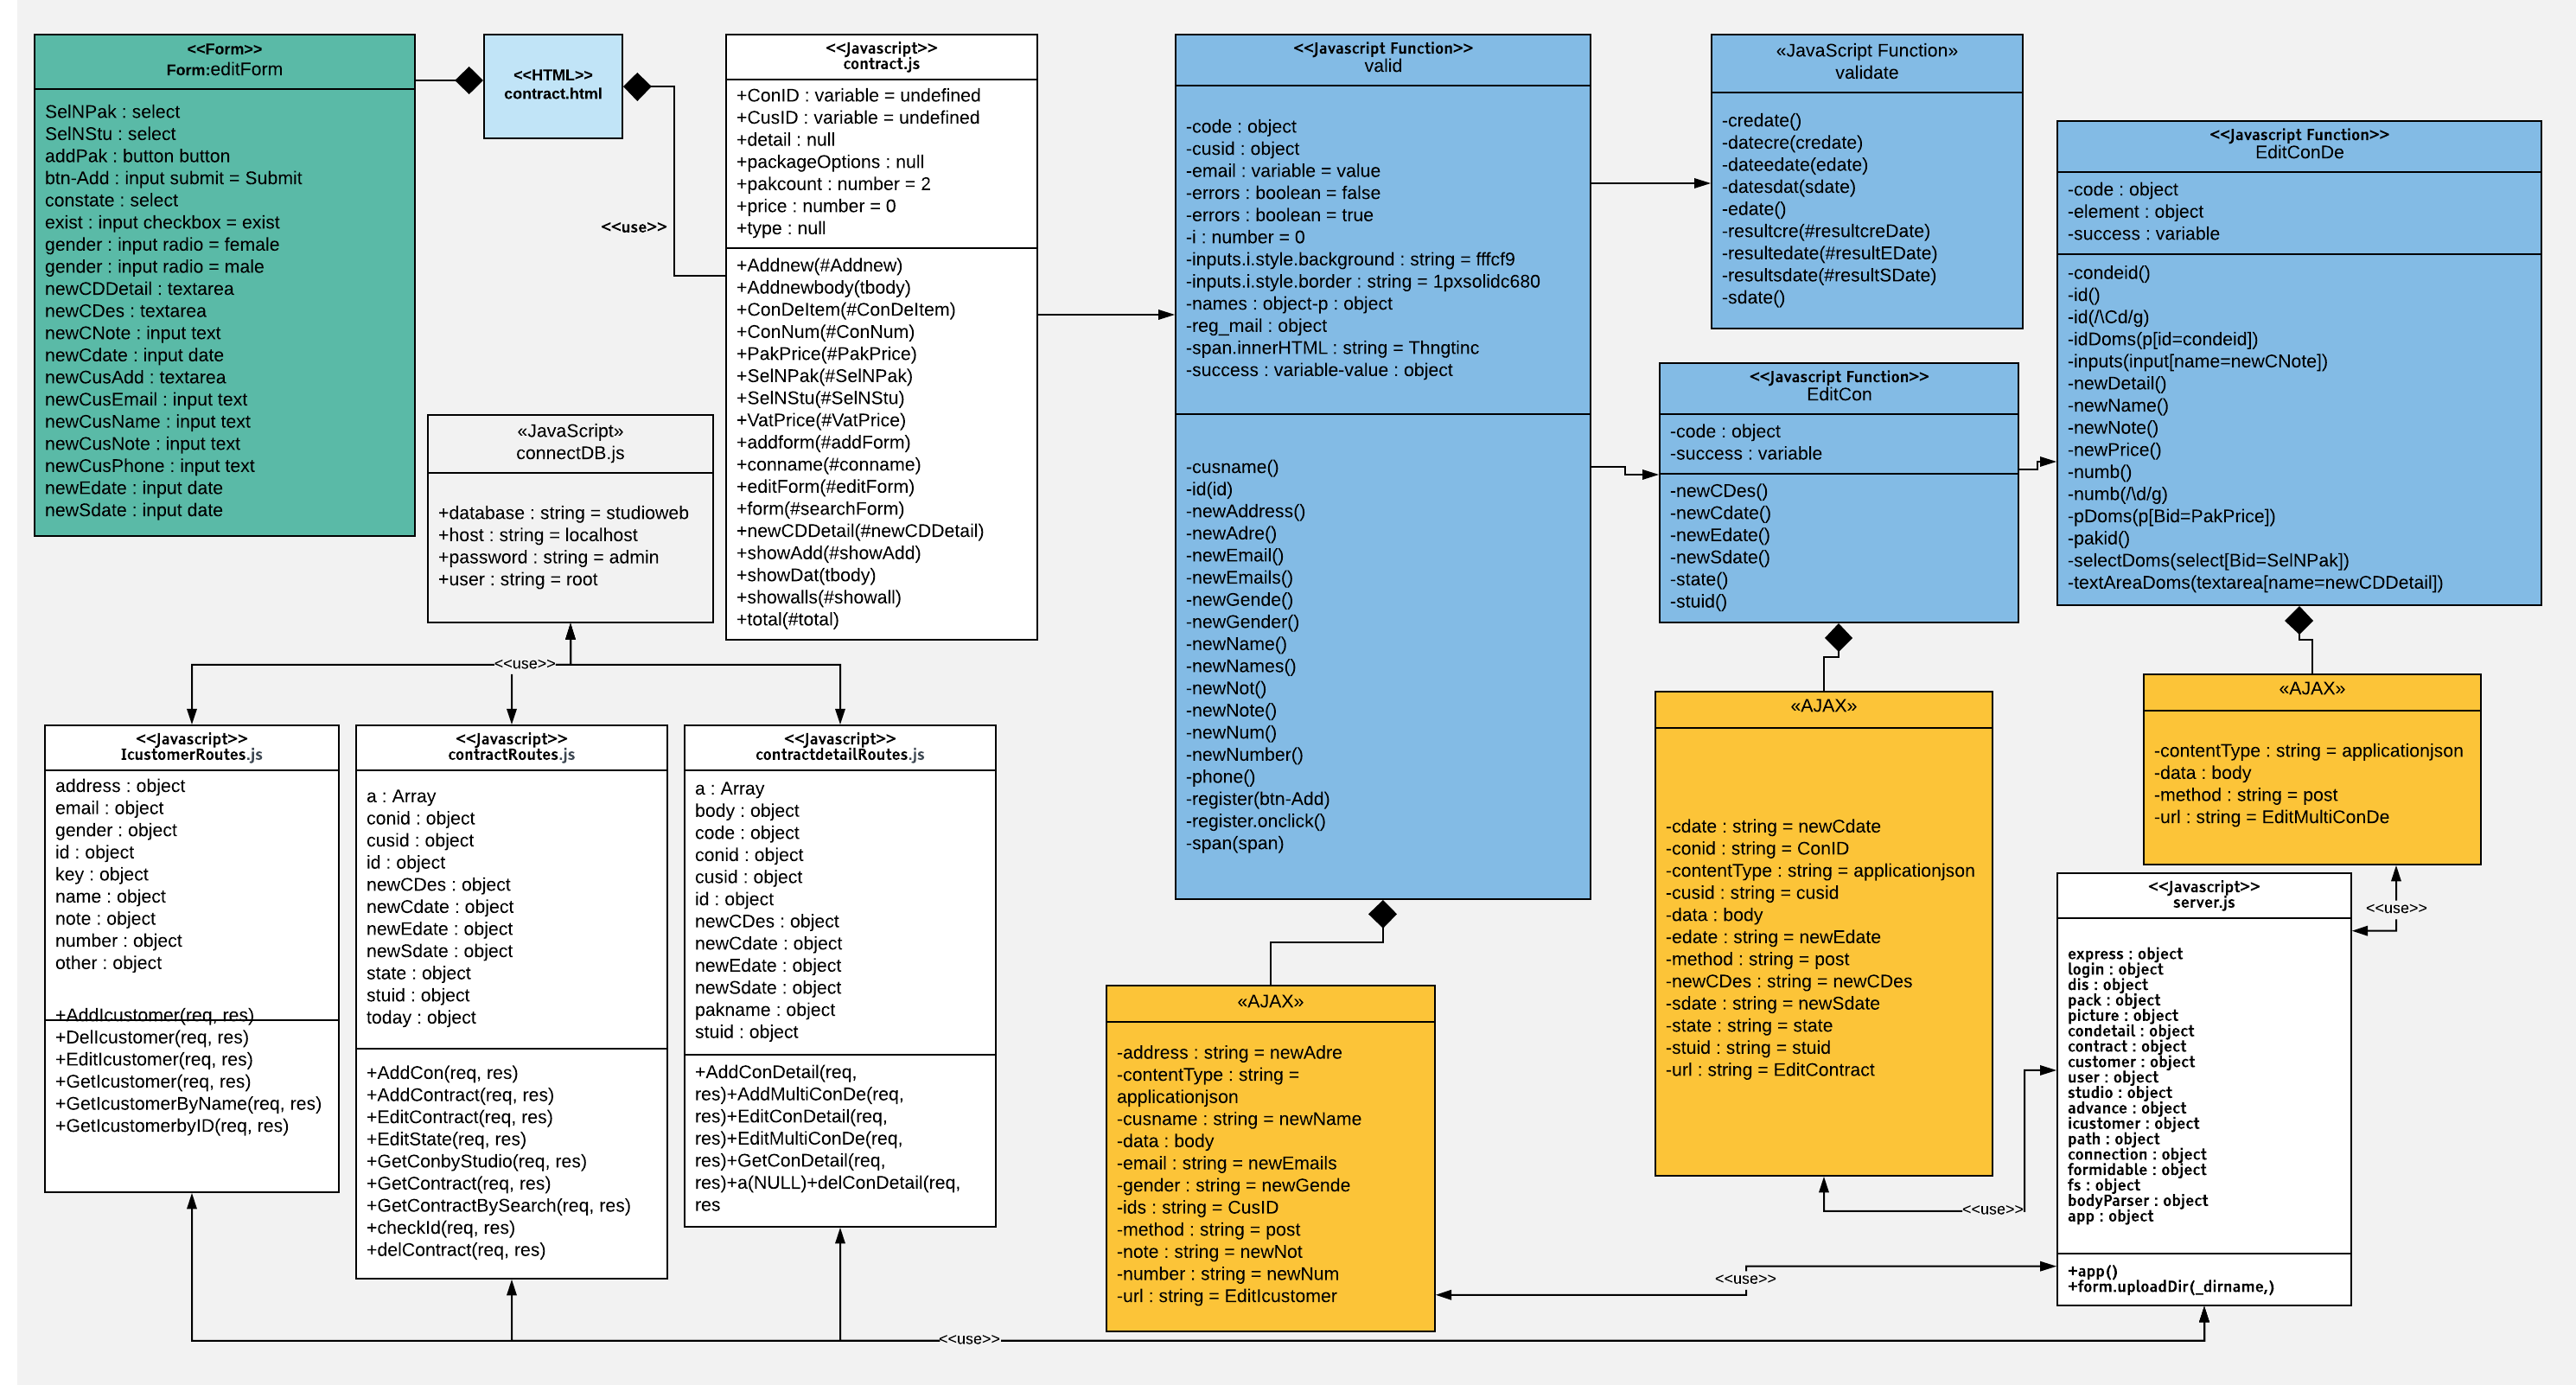 <<Form>>
Form:editForm
SelNPak : select
SelNStu : select
addPak : button button
btn-Add : input submit = Submit
constate : select
exist : input checkbox = exist
gender : input radio = female
gender : input radio = male
newCDDetail : textarea
newCDes : textarea
newCNote : input text
newCdate : input date
newCusAdd : textarea
newCusEmail : input text
newCusName : input text
newCusNote : input text
newCusPhone : input text
newEdate : input date
newSdate : input date
<<HTML>>
contract.html
<<use>>
<<Javascript>>
contract.js
+ConID : variable = undefined
+CusID : variable = undefined
+detail : null
+packageOptions : null
+pakcount : number = 2
+price : number = 0
+type : null
+Addnew(#Addnew)
+Addnewbody(tbody)
+ConDeItem(#ConDeItem)
+ConNum(#ConNum)
+PakPrice(#PakPrice)
+SelNPak(#SelNPak)
+SelNStu(#SelNStu)
+VatPrice(#VatPrice)
+addform(#addForm)
+conname(#conname)
+editForm(#editForm)
+form(#searchForm)
+newCDDetail(#newCDDetail)
+showAdd(#showAdd)
+showDat(tbody)
+showalls(#showall)
+total(#total)
<<Javascript Function>>
valid
-code : object
-cusid : object
-email : variable = value
-errors : boolean = false
-errors : boolean = true
-i : number = 0
-inputs.i.style.background : string = fffcf9
-inputs.i.style.border : string = 1pxsolidc680
-names : object-p : object
-reg_mail : object
-span.innerHTML : string = Thngtinc
-success : variable-value : object
-cusname()
-id(id)
-newAddress()
-newAdre()
-newEmail()
-newEmails()
-newGende()
-newGender()
-newName()
-newNames()
-newNot()
-newNote()
-newNum()
-newNumber()
-phone()
-register(btn-Add)
-register.onclick()
-span(span)
«JavaScript Function»
validate
-credate()
-datecre(credate)
-dateedate(edate)
-datesdat(sdate)
-edate()
-resultcre(#resultcreDate)
-resultedate(#resultEDate)
-resultsdate(#resultSDate)
-sdate()
<<Javascript Function>>
EditCon
-code : object
-success : variable
-newCDes()
-newCdate()
-newEdate()
-newSdate()
-state()
-stuid()
<<Javascript Function>>
EditConDe
-code : object
-element : object
-success : variable
-condeid()
-id()
-id(/\Cd/g)
-idDoms(p[id=condeid])
-inputs(input[name=newCNote])
-newDetail()
-newName()
-newNote()
-newPrice()
-numb()
-numb(/\d/g)
-pDoms(p[Bid=PakPrice])
-pakid()
-selectDoms(select[Bid=SelNPak])
-textAreaDoms(textarea[name=newCDDetail])
«JavaScript»
connectDB.js
+database : string = studioweb
+host : string = localhost
+password : string = admin
+user : string = root
<<use>>
<<Javascript>>
IcustomerRoutes.js
address : object
email : object
gender : object
id : object
key : object
name : object
note : object
number : object
other : object
+AddIcustomer(req, res)
+DelIcustomer(req, res)
+EditIcustomer(req, res)
+GetIcustomer(req, res)
+GetIcustomerByName(req, res)
+GetIcustomerbyID(req, res)
<<Javascript>>
contractRoutes.js
a : Array
conid : object
cusid : object
id : object
newCDes : object
newCdate : object
newEdate : object
newSdate : object
state : object
stuid : object
today : object
+AddCon(req, res)
+AddContract(req, res)
+EditContract(req, res)
+EditState(req, res)
+GetConbyStudio(req, res)
+GetContract(req, res)
+GetContractBySearch(req, res)
+checkId(req, res)
+delContract(req, res)
<<Javascript>>
contractdetailRoutes.js
a : Array
body : object
code : object
conid : object
cusid : object
id : object
newCDes : object
newCdate : object
newEdate : object
newSdate : object
pakname : object
stuid : object
+AddConDetail(req,
res)+AddMultiConDe(req,
res)+EditConDetail(req,
res)+EditMultiConDe(req,
res)+GetConDetail(req,
res)+a(NULL)+delConDetail(req,
res
«AJAX»
-address : string = newAdre
-contentType : string =
applicationjson
-cusname : string = newName
-data : body
-email : string = newEmails
-gender : string = newGende
-ids : string = CusID
-method : string = post
-note : string = newNot
-number : string = newNum
-url : string = EditIcustomer
«AJAX»
-cdate : string = newCdate
-conid : string = ConID
-contentType : string = applicationjson
-cusid : string = cusid
-data : body
-edate : string = newEdate
-method : string = post
-newCDes : string = newCDes
-sdate : string = newSdate
-state : string = state
-stuid : string = stuid
-url : string = EditContract
«AJAX»
-contentType : string = applicationjson
-data : body
-method : string = post
-url : string = EditMultiConDe
<<use>>
<<Javascript>>
server.js
express : object
login : object
dis : object
pack : object
picture : object
condetail : object
contract : object
customer : object
user : object
studio : object
advance : object
icustomer : object
path : object
connection : object
formidable : object
fs : object
bodyParser : object
app : object
+app()
+form.uploadDir(_dirname,)
<<use>>
<<use>>
<<use>>